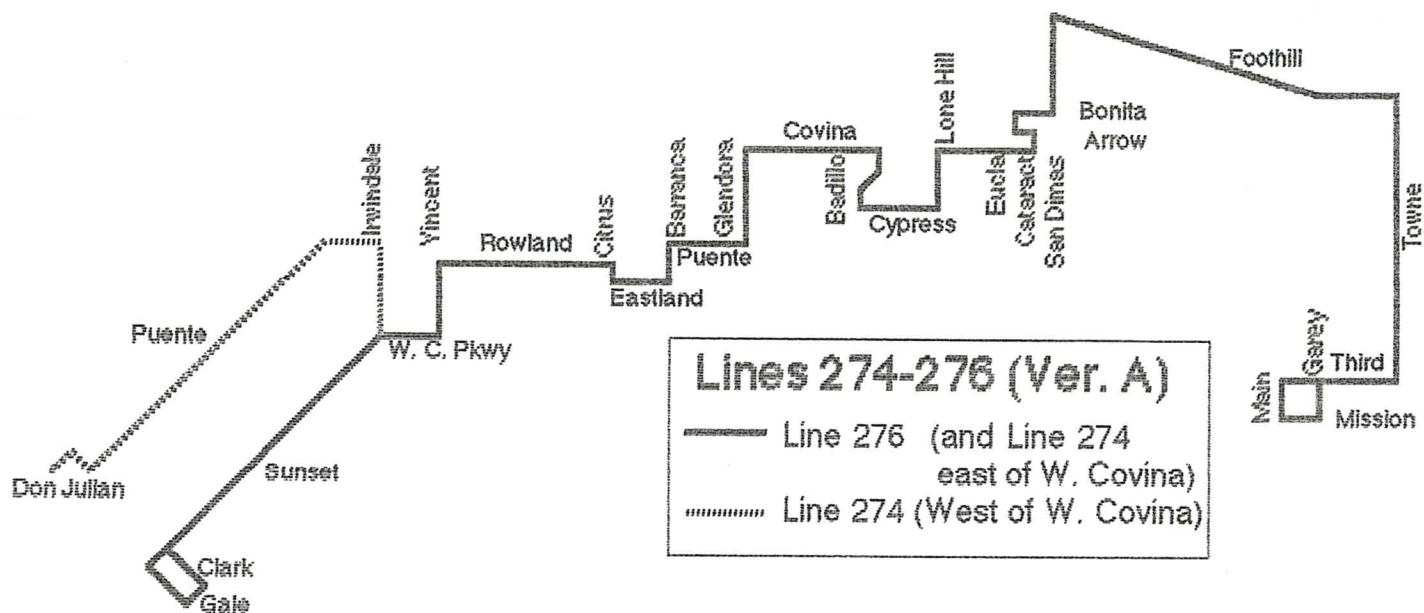 Foothill
Lone Hill
Bonita
Arrow
Covina
Badillo
Eucla
Cataract
San Dimas
Irwindale
Vincent
Citrus
Barranca
Glendora
Cypress
Towne
Rowland
Puente
Eastland
Puente
W. C. Pkwy
Lines 274-276 (Ver. A)
Line 276 (and Line 274
east of W. Covina)
Line 274 (West of W. Covina)
Garey
Third
Main
Mission
Sunset
Don Julian
Clark
Gale